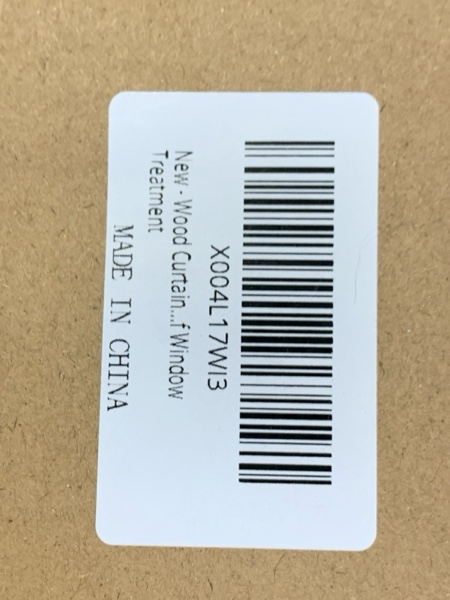 X004L17WI3
New - Wood Curtain...f Window
Treatment
MADE IN CHINA